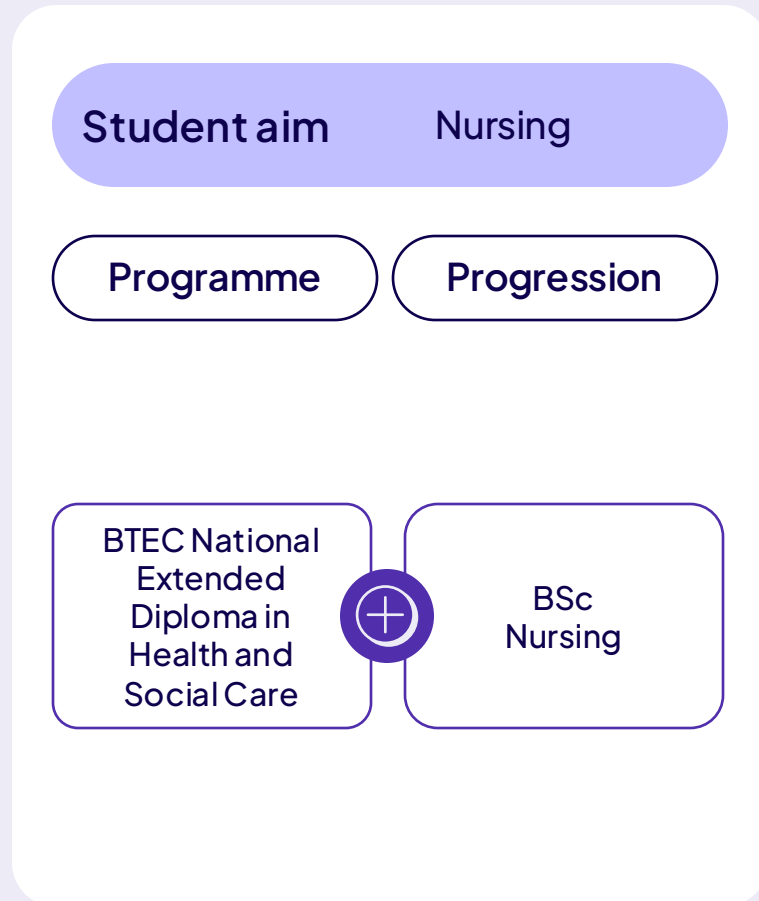 Student aim
Nursing
Programme
Progression
BTEC National
Extended
Diploma in
Health and
Social Care
BSc
Nursing